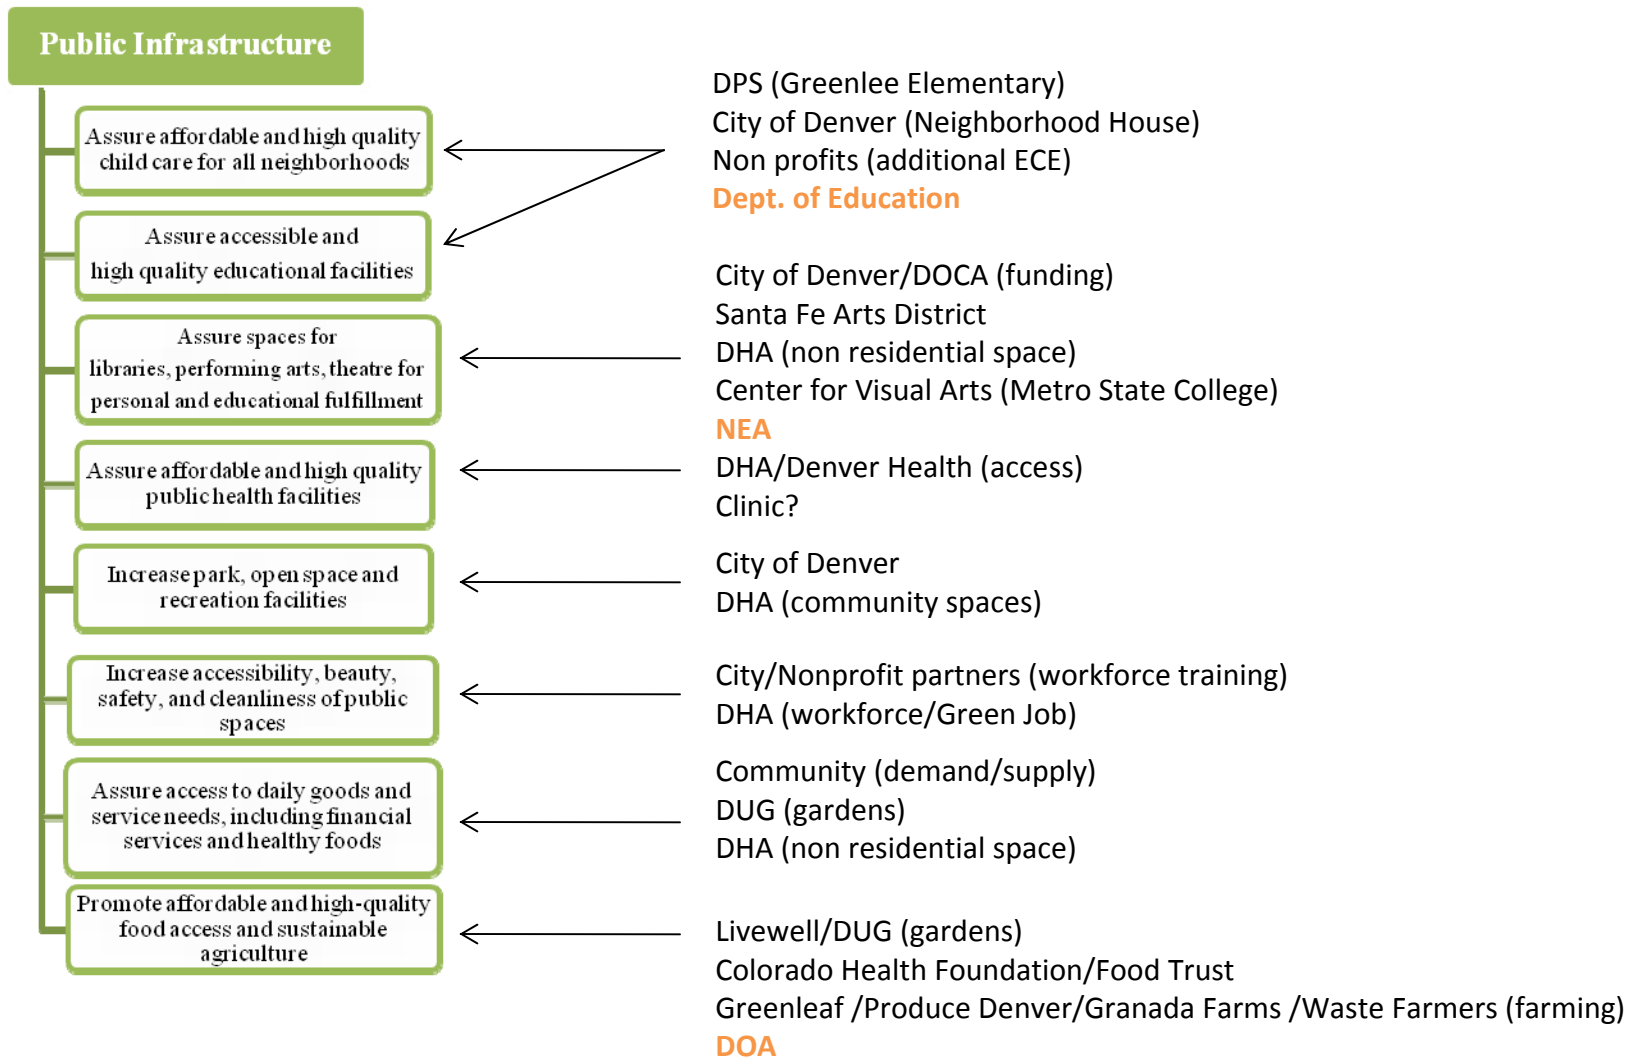 Public Infrastructure
Assure affordable and high quality
child care for all neighborhoods
DPS (Greenlee Elementary)
City of Denver (Neighborhood House)
Non profits (additional ECE)
Dept. of Education
Assure accessible and
high quality educational facilities
Assure spaces for
libraries, performing arts, theatre for
personal and educational fulfillment
City of Denver/DOCA (funding)
Santa Fe Arts District
DHA (non residential space)
Center for Visual Arts (Metro State College)
NEA
Assure affordable and high quality
public health facilities
DHA/Denver Health (access)
Clinic?
Increase park, open space and
recreation facilities
City of Denver
DHA (community spaces)
Increase accessibility, beauty,
safety, and cleanliness of public
spaces
City/Nonprofit partners (workforce training)
DHA (workforce/Green Job)
Assure access to daily goods and
service needs, including financial
services and healthy foods
Community (demand/supply)
DUG (gardens)
DHA (non residential space)
Promote affordable and high-quality
food access and sustainable
agriculture
Livewell/DUG (gardens)
Colorado Health Foundation/Food Trust
Greenleaf /Produce Denver/Granada Farms /Waste Farmers (farming)
DOA